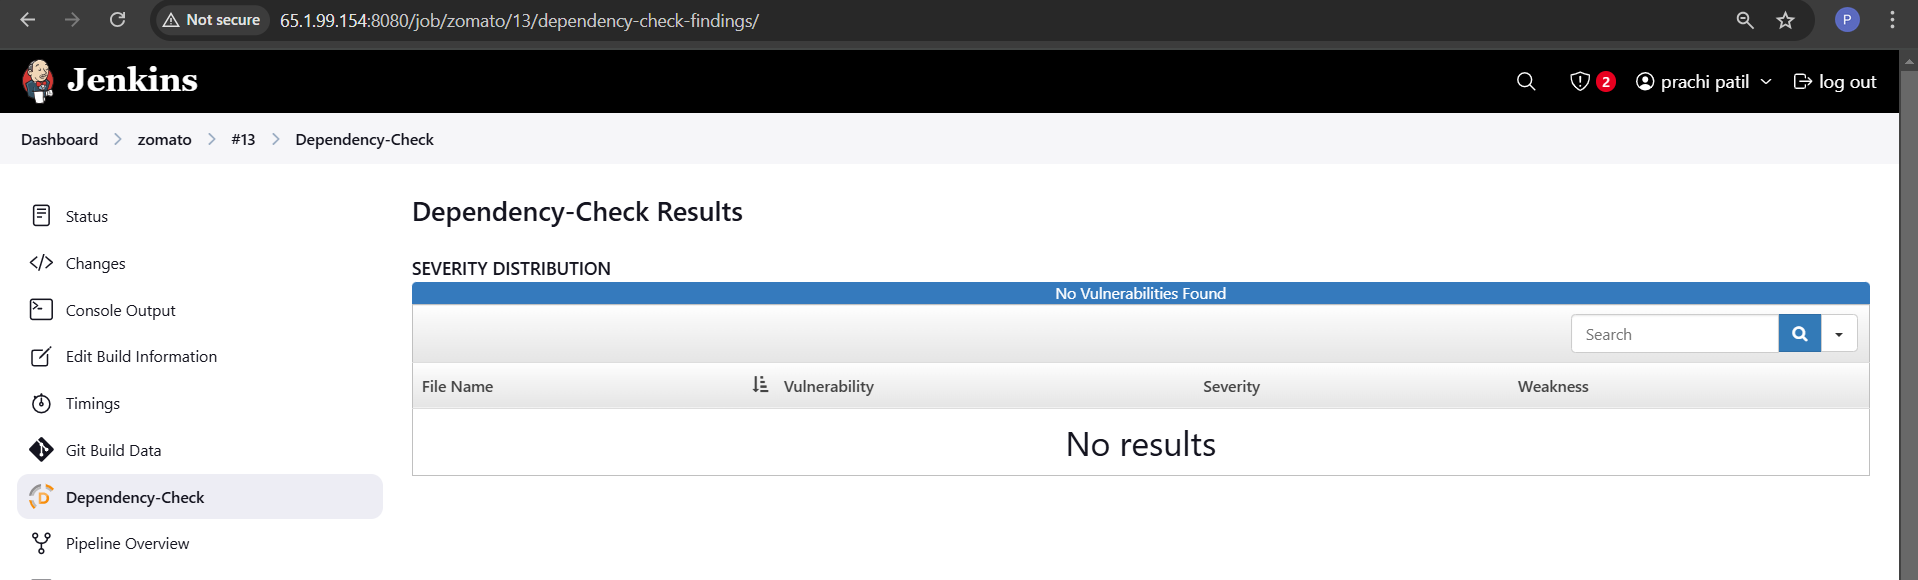 Not secure 65.1.99.154:8080/job/zomato/13/dependency-check-findings/ P
Jenkins 2 prachi patil log out
Dashboard zomato #13 Dependency-Check
Status
Changes
Console Output
Edit Build Information
Timings
Git Build Data
Dependency-Check
Pipeline Overview
Dependency-Check Results
SEVERITY DISTRIBUTION
No Vulnerabilities Found
Search
File Name Vulnerability Severity Weakness
No results